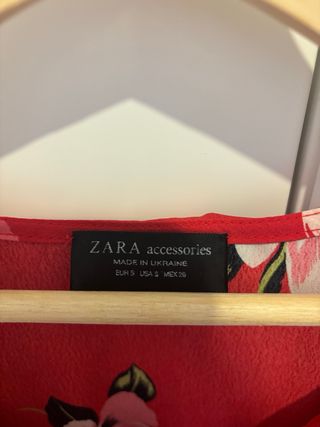 ZARA accessories
MADE IN UKRAINE
EUR S USA S MEX 26